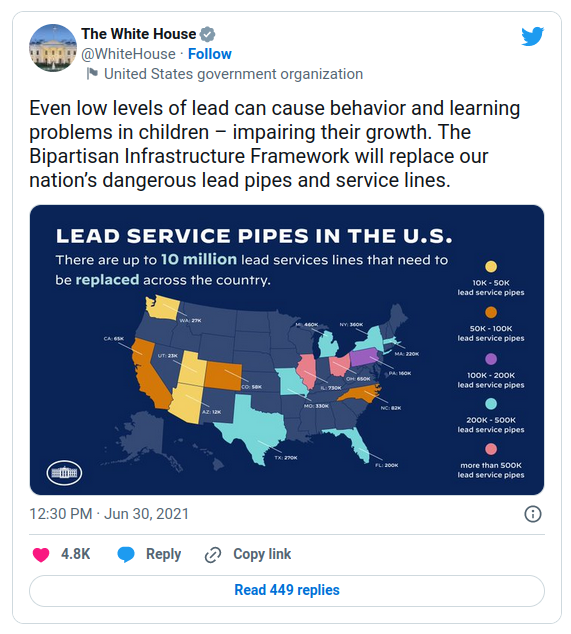 The White House
@WhiteHouse · Follow
United States government organization
Even low levels of lead can cause behavior and learning
problems in children – impairing their growth. The
Bipartisan Infrastructure Framework will replace our
nation’s dangerous lead pipes and service lines.
LEAD SERVICE PIPES IN THE U.S.
There are up to 10 million lead services lines that need to
be replaced across the country.
10K - 50K
lead service pipes
50K - 100K
lead service pipes
100K - 200K
lead service pipes
200K - 500K
lead service pipes
more than 500K
lead service pipes
WA: 27K
MI: 460K
NY: 360K
CA: 65K
UT: 23K
MA: 220K
PA: 160K
OH: 650K
CO: 58K
IL: 730K
MO: 330K
NC: 82K
AZ: 12K
TX: 270K
FL: 200K
12:30 PM · Jun 30, 2021
4.8K
Reply
Copy link
Read 449 replies